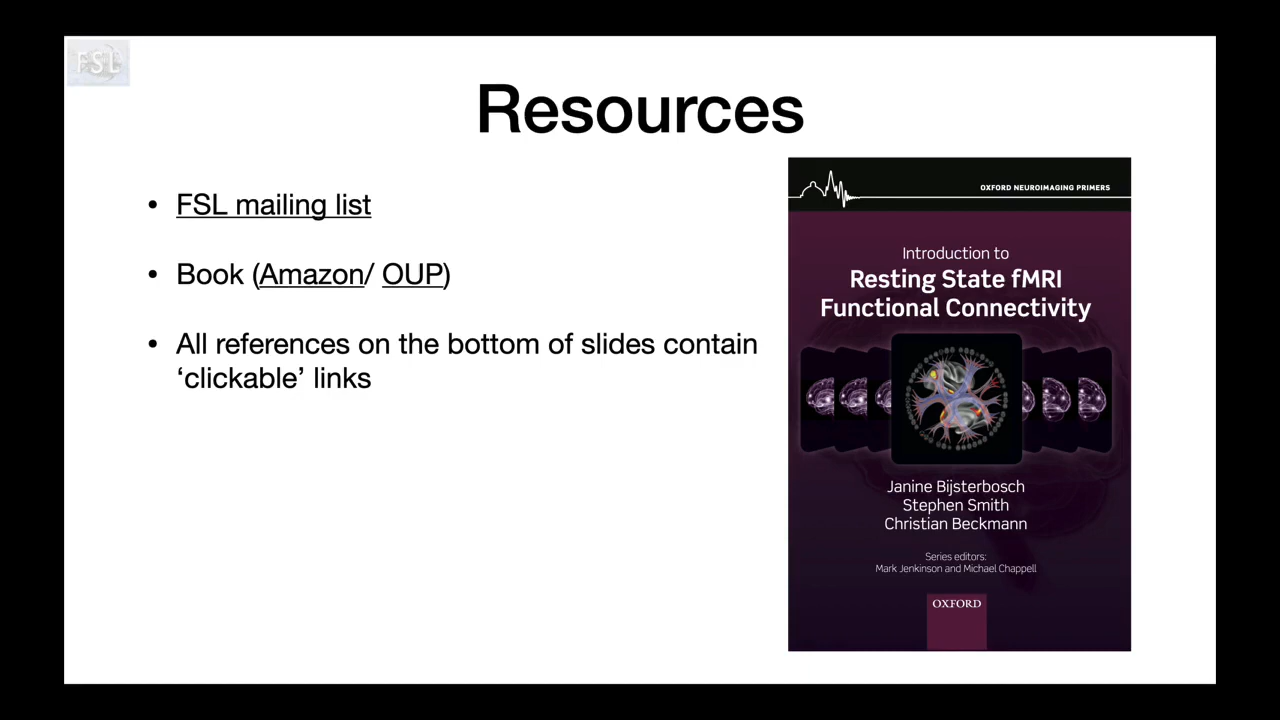 FSL
Resources
• FSL mailing list
• Book (Amazon/ OUP)
• All references on the bottom of slides contain
‘clickable’ links
OXFORD NEUROIMAGING PRIMERS
Introduction to
Resting State fMRI
Functional Connectivity
Janine Bijsterbosch
Stephen Smith
Christian Beckmann
Series editors:
Mark Jenkinson and Michael Chappell
OXFORD